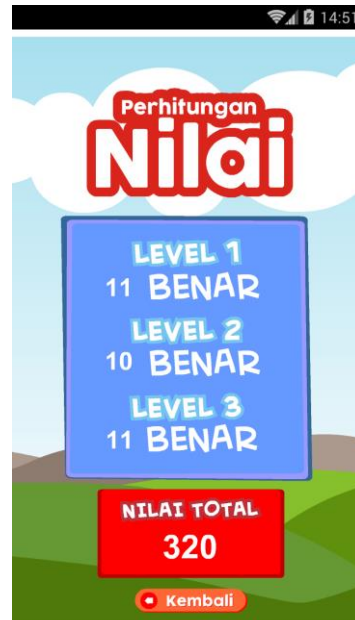 14:51
Perhitungan
Nilai
LEVEL 1
11 BENAR
LEVEL 2
10 BENAR
LEVEL 3
11 BENAR
NILAI TOTAL
320
Kembali